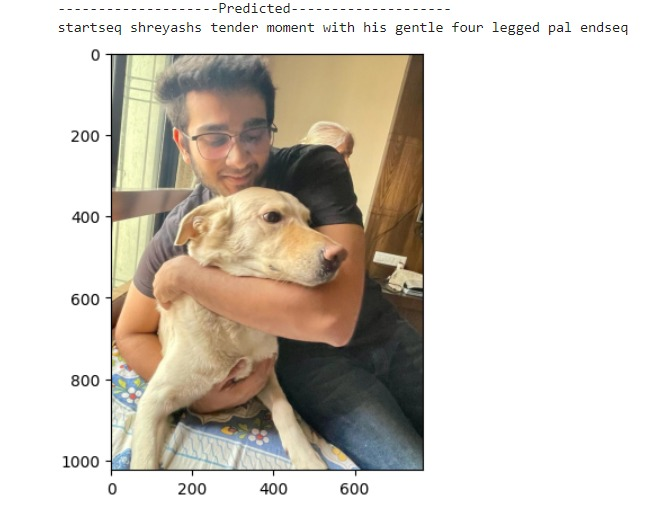 --------------------Predicted--------------------
startseq shreyashs tender moment with his gentle four legged pal endseq
0
200
400
600
800
1000
0 200 400 600